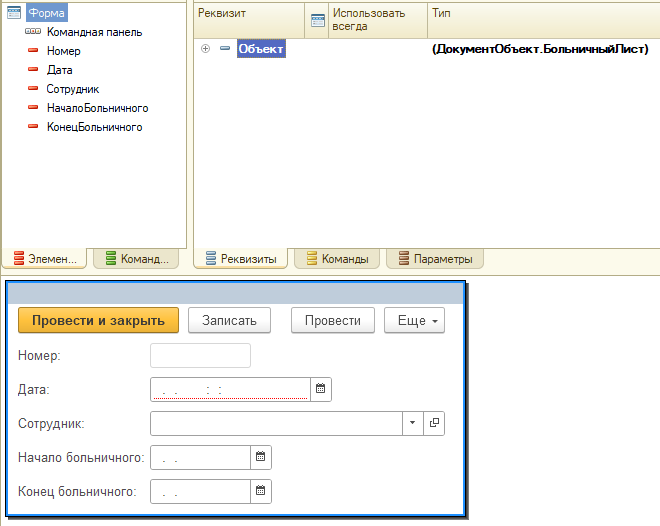 Форма
Командная панель
Номер
Дата
Сотрудник
НачалоБольничного
КонецБольничного
Элемен...
Команд...
Реквизит
Использовать всегда
Тип
Объект
(ДокументОбъект.БольничныйЛист)
Реквизиты
Команды
Параметры
Провести и закрыть
Записать
Провести
Еще
Номер:
Дата:
. . : :
Сотрудник:
Начало больничного:
. .
Конец больничного:
. .